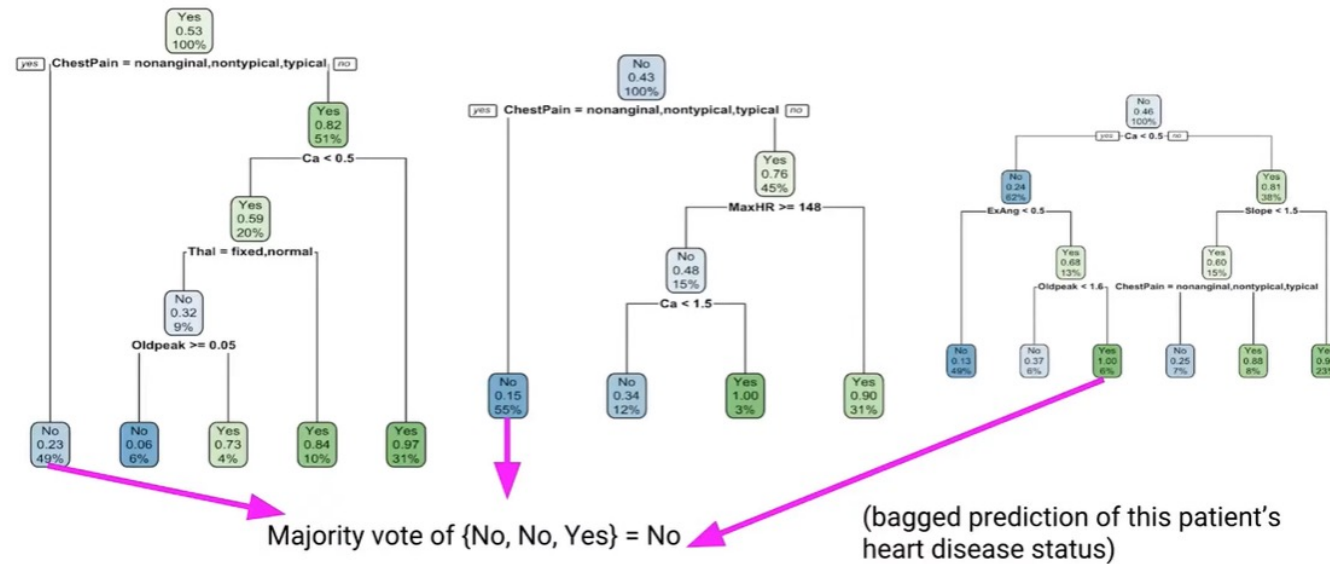 Yes
0.53
100%
yes ChestPain = nonanginal,nontypical,typical no
Yes
0.82
51%
Ca < 0.5
Yes
0.59
20%
Thal = fixed,normal
No
0.32
9%
Oldpeak >= 0.05
No
0.23
49%
No
0.06
6%
Yes
0.73
4%
Yes
0.84
10%
Yes
0.97
31%
No
0.43
100%
yes ChestPain = nonanginal,nontypical,typical no
Yes
0.76
45%
MaxHR >= 148
No
0.48
15%
Ca < 1.5
No
0.15
55%
No
0.34
12%
Yes
1.00
3%
Yes
0.90
31%
No
0.46
100%
yes Ca < 0.5 no
No
0.24
62%
Yes
0.81
38%
ExAng < 0.5
Slope < 1.5
Yes
0.68
13%
Yes
0.60
15%
Oldpeak < 1.6
ChestPain = nonanginal,nontypical,typical
No
0.13
49%
No
0.37
6%
Yes
1.00
6%
No
0.25
7%
Yes
0.88
8%
Majority vote of {No, No, Yes} = No
(bagged prediction of this patient's
heart disease status)